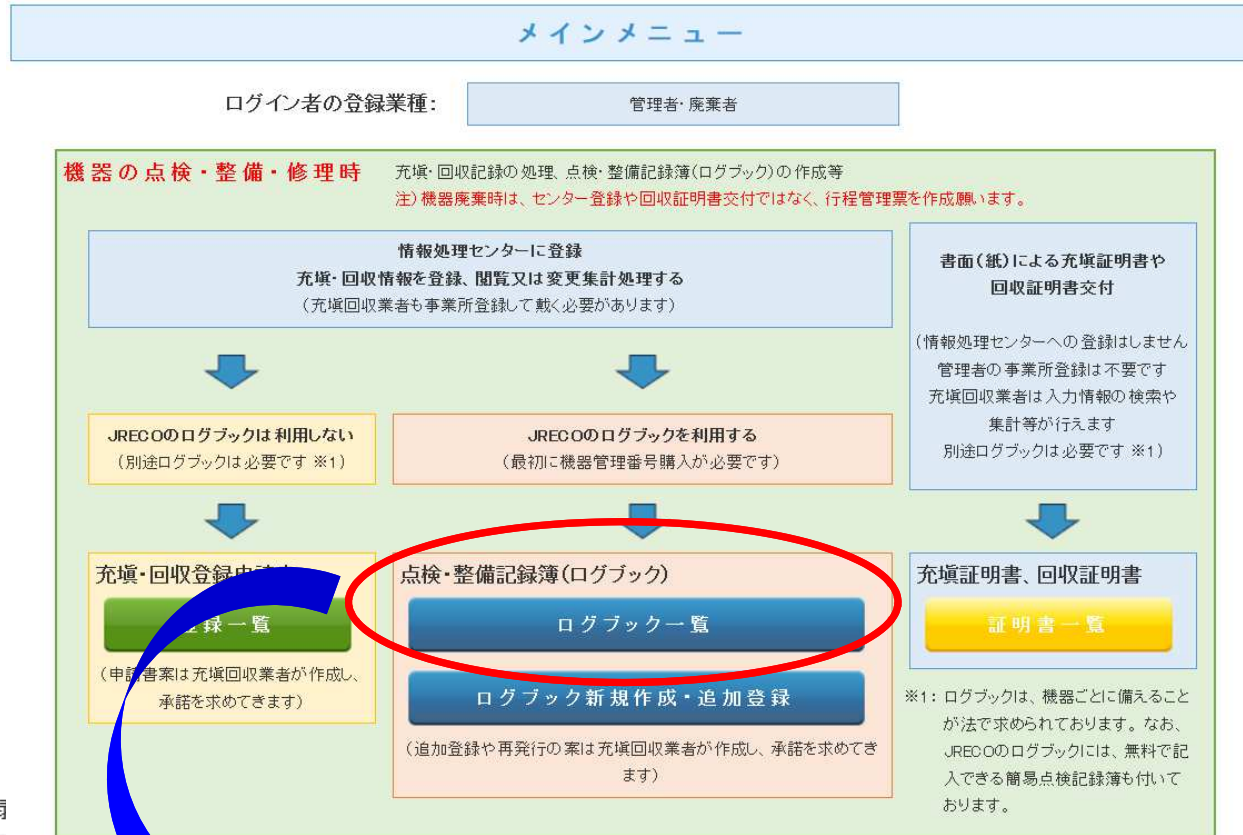 メインメニュー
ログイン者の登録業種：
管理者・廃棄者
機器の点検・整備・修理時
充塡・回収記録の処理、点検・整備記録簿(ログブック)の作成等
注）機器廃棄時は、センター登録や回収証明書交付ではなく、行程管理票を作成願います。
情報処理センターに登録
充塡・回収情報を登録、閲覧又は変更集計処理する
（充塡回収業者も事業所登録して戴く必要があります）
書面（紙）による充塡証明書や
回収証明書交付
（情報処理センターへの登録はしません
管理者の事業所登録は不要です
充塡回収業者は入力情報の検索や
集計等が行えます
別途ログブックは必要です ※1）
JRECOのログブックは利用しない
（別途ログブックは必要です ※1）
JRECOのログブックを利用する
（最初に機器管理番号購入が必要です）
充塡・回収登録
録一覧
（申請書案は充塡回収業者が作成し、
承諾を求めてきます）
点検・整備記録簿(ログブック)
ログブック一覧
ログブック新規作成・追加登録
（追加登録や再発行の案は充塡回収業者が作成し、承諾を求めてき
ます）
充塡証明書、回収証明書
証明書一覧
※1：ログブックは、機器ごとに備えること
が法で求められております。なお、
JRECOのログブックには、無料で記
入できる簡易点検記録簿も付いて
おります。